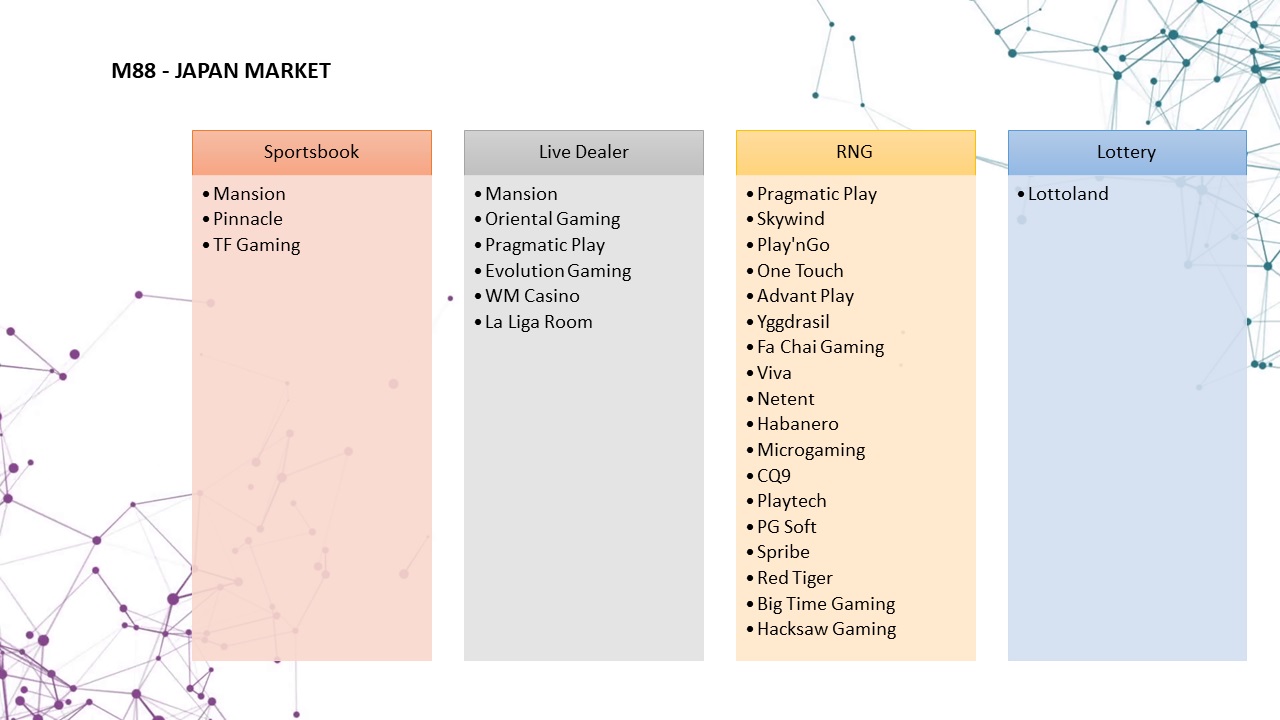 M88 - JAPAN MARKET
Sportsbook
• Mansion
• Pinnacle
• TF Gaming
Live Dealer
• Mansion
• Oriental Gaming
• Pragmatic Play
• Evolution Gaming
• WM Casino
• La Liga Room
RNG
• Pragmatic Play
• Skywind
• Play'nGo
• One Touch
• Advant Play
• Yggdrasil
• Fa Chai Gaming
• Viva
• Netent
• Habanero
• Microgaming
• CQ9
• Playtech
• PG Soft
• Spribe
• Red Tiger
• Big Time Gaming
• Hacksaw Gaming
Lottery
• Lottoland